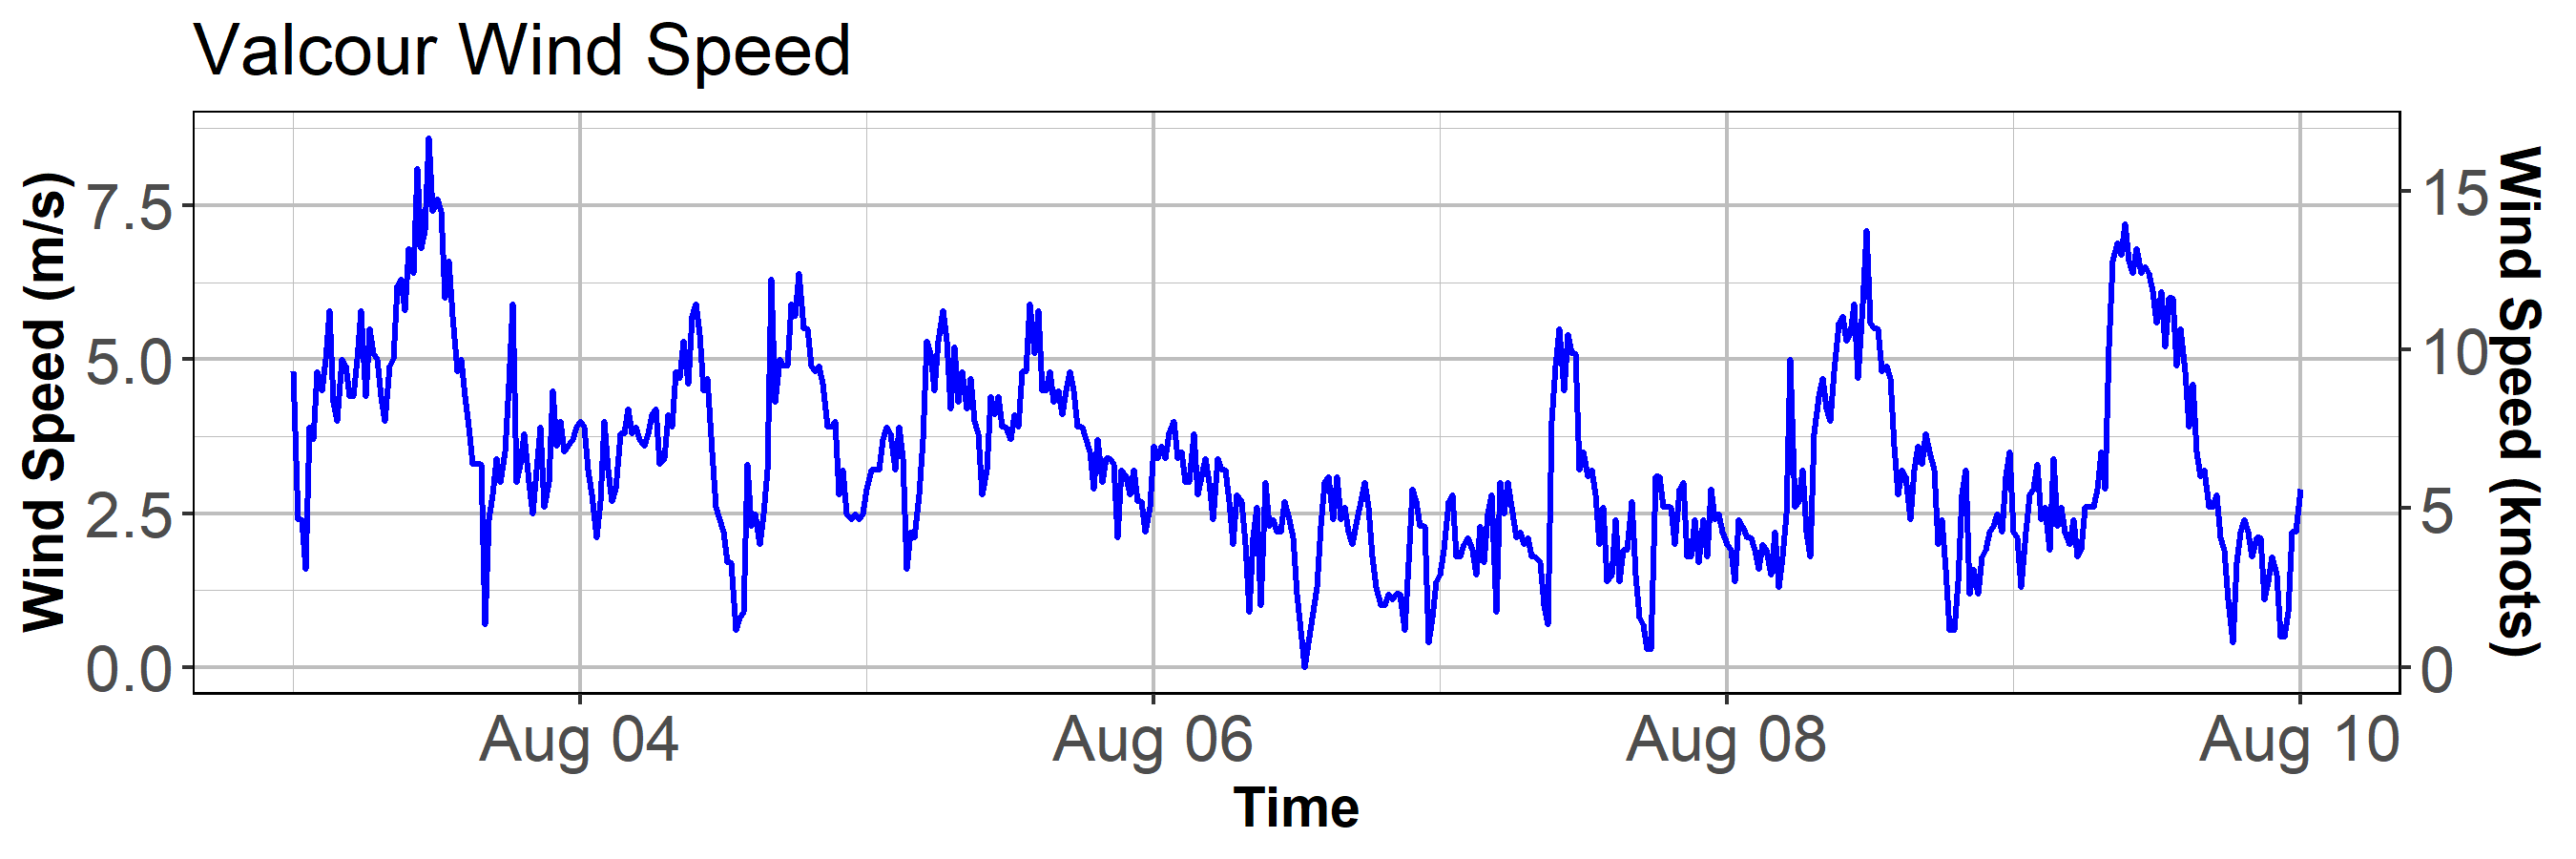 Valcour Wind Speed
Wind Speed (m/s)
7.5
5.0
2.5
0.0
15
10
5
0
Wind Speed (knots)
Aug 04
Aug 06
Aug 08
Aug 10
Time